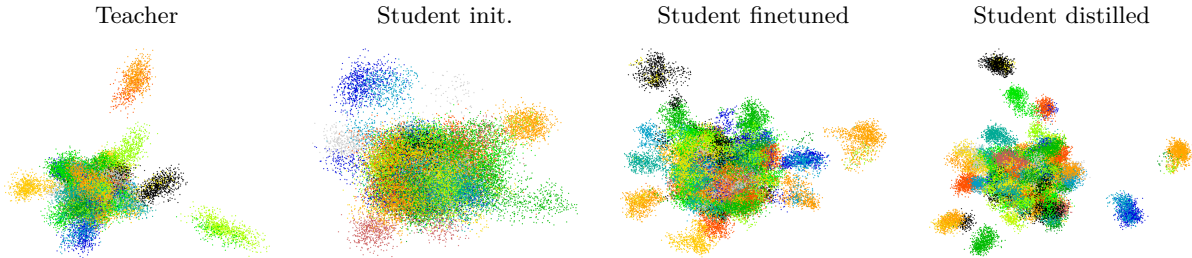 Teacher
Student init.
Student finetuned
Student distilled